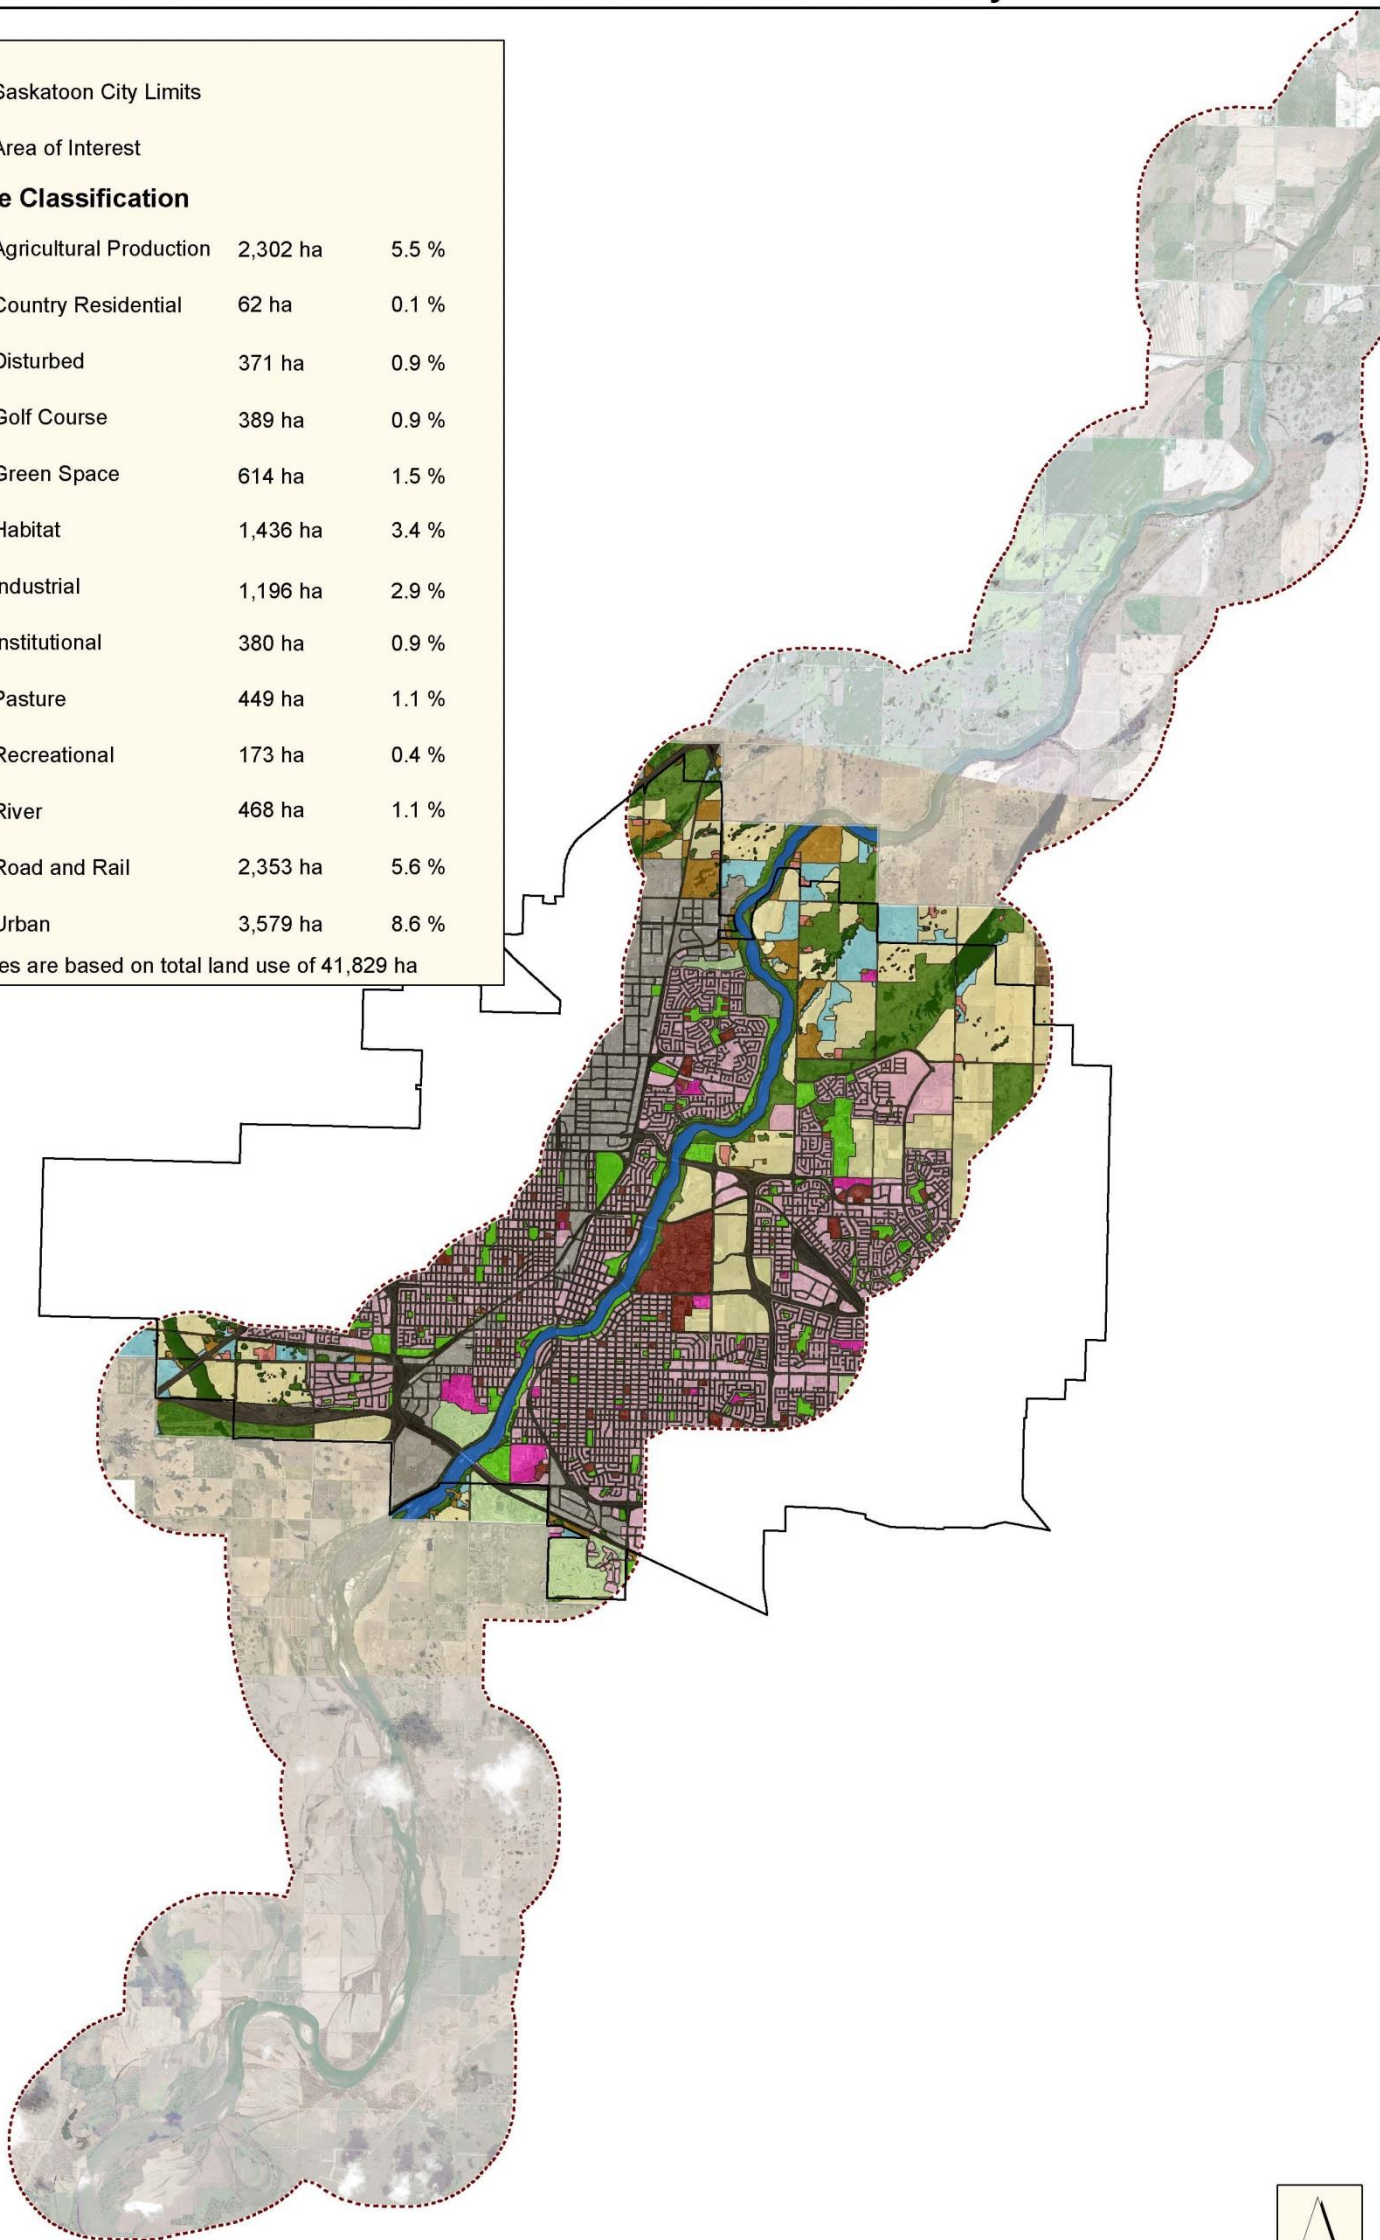 Saskatoon City Limits
Area of Interest
e Classification
Agricultural Production 2,302 ha 5.5 %
Country Residential 62 ha 0.1 %
Disturbed 371 ha 0.9 %
Golf Course 389 ha 0.9 %
Green Space 614 ha 1.5 %
Habitat 1,436 ha 3.4 %
Industrial 1,196 ha 2.9 %
Institutional 380 ha 0.9 %
Pasture 449 ha 1.1 %
Recreational 173 ha 0.4 %
River 468 ha 1.1 %
Road and Rail 2,353 ha 5.6 %
Urban 3,579 ha 8.6 %
es are based on total land use of 41,829 ha